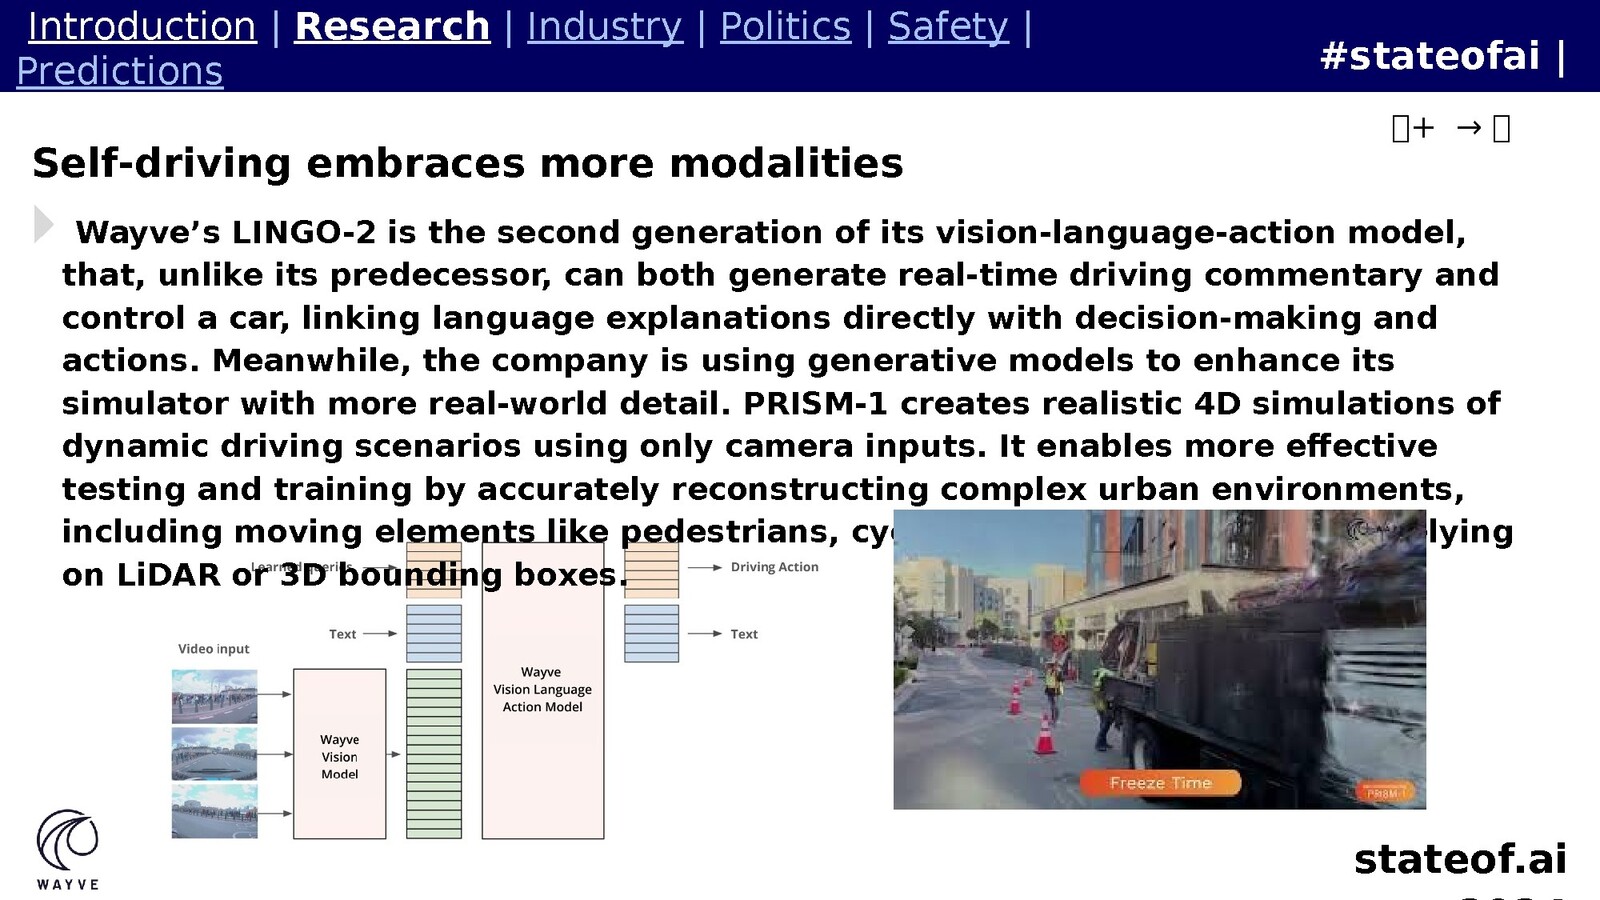 Introduction | Research | Industry | Politics | Safety |
Predictions
#stateofai |
+ →
Self-driving embraces more modalities
Wayve’s LINGO-2 is the second generation of its vision-language-action model,
that, unlike its predecessor, can both generate real-time driving commentary and
control a car, linking language explanations directly with decision-making and
actions. Meanwhile, the company is using generative models to enhance its
simulator with more real-world detail. PRISM-1 creates realistic 4D simulations of
dynamic driving scenarios using only camera inputs. It enables more effective
testing and training by accurately reconstructing complex urban environments,
including moving elements like pedestrians,
on LiDAR or 3D bounding boxes.
Learned queries
Driving Action
Text
Text
Video input
Wayve
Vision Language
Action Model
Wayve
Vision
Model
Freeze Time
PRISM-1
WAYVE
stateof.ai